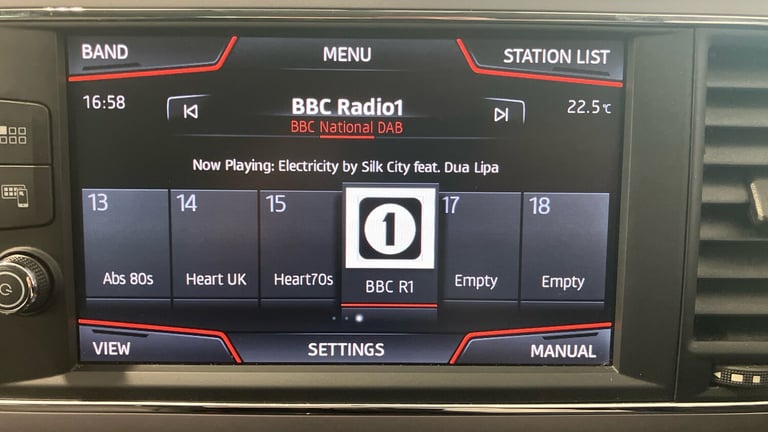 BAND
MENU
STATION LIST
16:58
BBC Radio1
22.5°C
BBC National DAB
Now Playing: Electricity by Silk City feat. Dua Lipa
13
14
15
17
18
1
Abs 80s
Heart UK
Heart70s
BBC R1
Empty
Empty
VIEW
SETTINGS
MANUAL